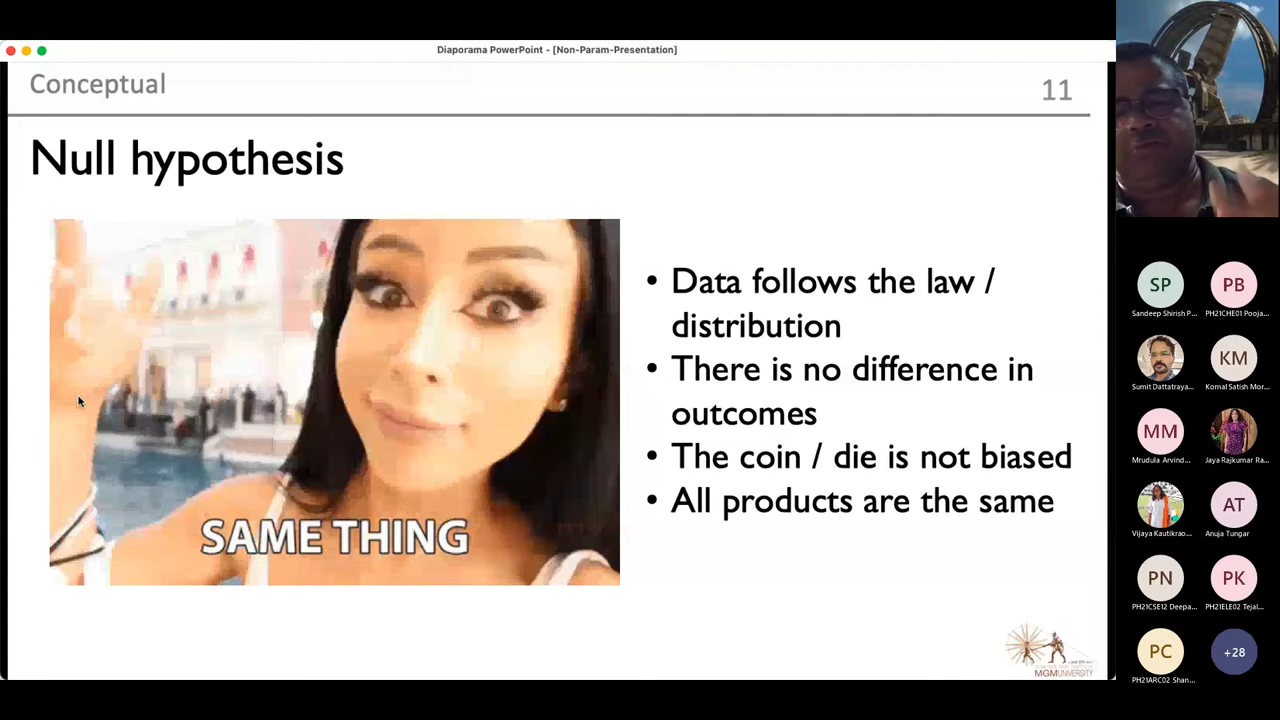 Diaporama PowerPoint - [Non-Param-Presentation]
Conceptual
11
Null hypothesis
• Data follows the law /
distribution
• There is no difference in
outcomes
• The coin / die is not biased
• All products are the same
SAME THING
MGMUNIVERSITY
SP
Sandeep Shirish P...
PB
PH21CHE01 Pooja...
Sumit Dattatraya...
KM
Komal Satish Mor...
MM
Mrudula Arvind...
Jaya Rajkumar Ra...
Vijaya Kautikrao...
AT
Anuja Tungar
PN
PH21CSE12 Deepa...
PK
PH21ELE02 Tejal...
PC
PH21ARC02 Shan...
+28